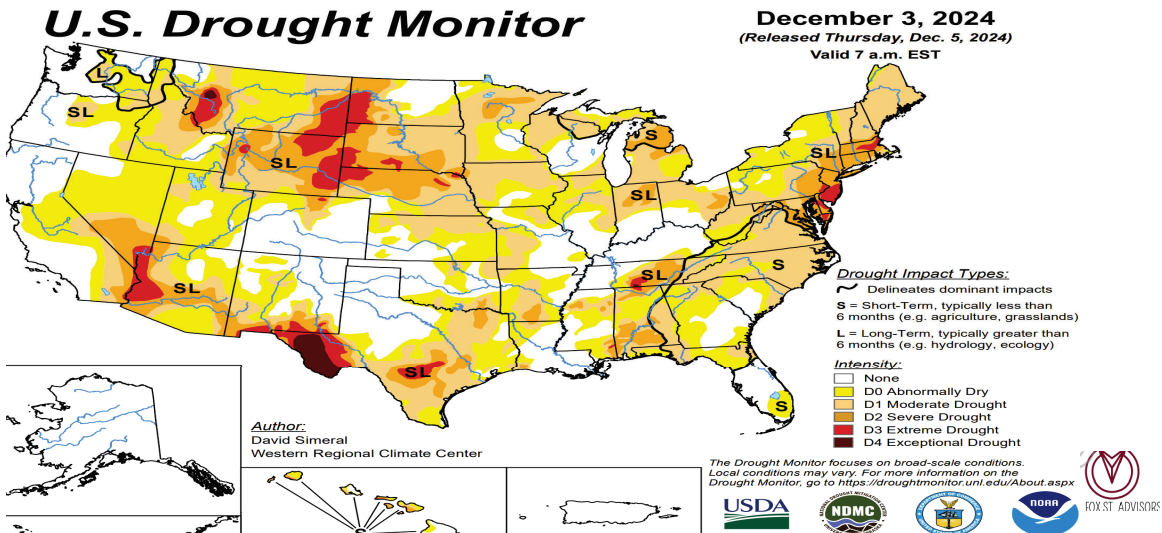 U.S. Drought Monitor
December 3, 2024
(Released Thursday, Dec. 5, 2024)
Valid 7 a.m. EST
L
SL
SL
S
SL
SL
SL
SL
S
SL
S
Drought Impact Types:
Delineates dominant impacts
S = Short-Term, typically less than
6 months (e.g. agriculture, grasslands)
L = Long-Term, typically greater than
6 months (e.g. hydrology, ecology)
Intensity:
None
D0 Abnormally Dry
D1 Moderate Drought
D2 Severe Drought
D3 Extreme Drought
D4 Exceptional Drought
Author:
David Simeral
Western Regional Climate Center
The Drought Monitor focuses on broad-scale conditions.
Local conditions may vary. For more information on the
Drought Monitor, go to https://droughtmonitor.unl.edu/About.aspx
USDA
NDMC
NOAA
FOX ST. ADVISORS